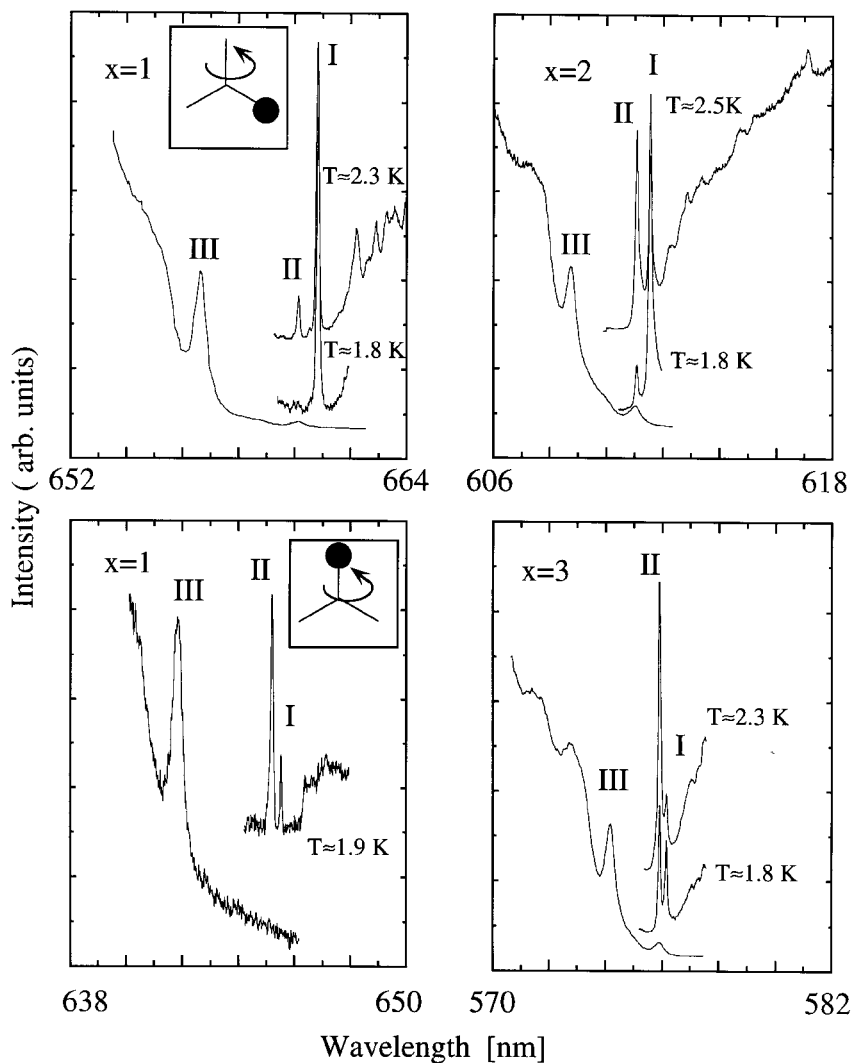 Intensity ( arb. units)
x=1
I
T≈2.3 K
III
II
T≈1.8 K
652
664
x=2
I
II
T≈2.5K
III
T≈1.8 K
606
618
x=1
III
II
I
T≈1.9 K
638
650
x=3
II
I
T≈2.3 K
III
T≈1.8 K
570
582
Wavelength [nm]